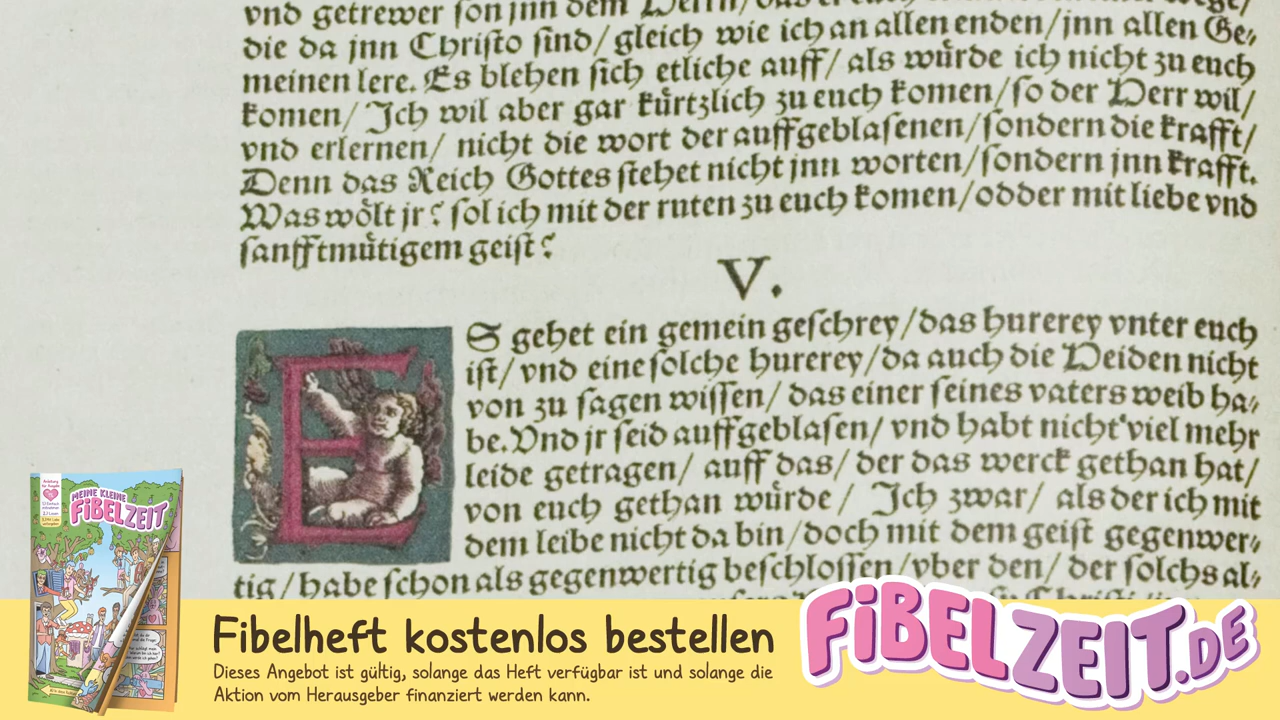 vnd getrewer son jnn dem Herrn/
die da jnn Christo sind/ gleich wie ich an allen enden/jnn allen Ge⸗
meinen lere. Es blehen sich etliche auff/ als würde ich nicht zu euch
komen/ Ich wil aber gar kürtzlich zu euch komen/so der Herr wil/
vnd erlernen/ nicht die wort der auffgeblasenen/sondern die krafft/
Denn das Reich Gottes stehet nicht jnn worten/sondern jnn krafft.
Was wölt jr? sol ich mit der ruten zu euch komen/odder mit liebe vnd
sanfftmütigem geist?
V.
ES gehet ein gemein geschrey/das hurerey vnter euch
ist/ vnd eine solche hurerey/da auch die Heiden nicht
von zu sagen wissen/ das einer seines vaters weib ha⸗
be.Vnd jr seid auffgeblasen/ vnd habt nicht viel mehr
leide getragen/ auff das/ der das werck gethan hat/
von euch gethan würde/ Ich zwar/ als der ich mit
dem leibe nicht da bin/doch mit dem geist gegenwer⸗
tig/habe schon als gegenwertig beschlossen/vber den/ der solchs al⸗
MEINE KLEINE
FiBELZEIT
Fibelheft kostenlos bestellen
Dieses Angebot ist gültig, solange das Heft verfügbar ist und solange die
Aktion vom Herausgeber finanziert werden kann.
FiBELZEiT.DE